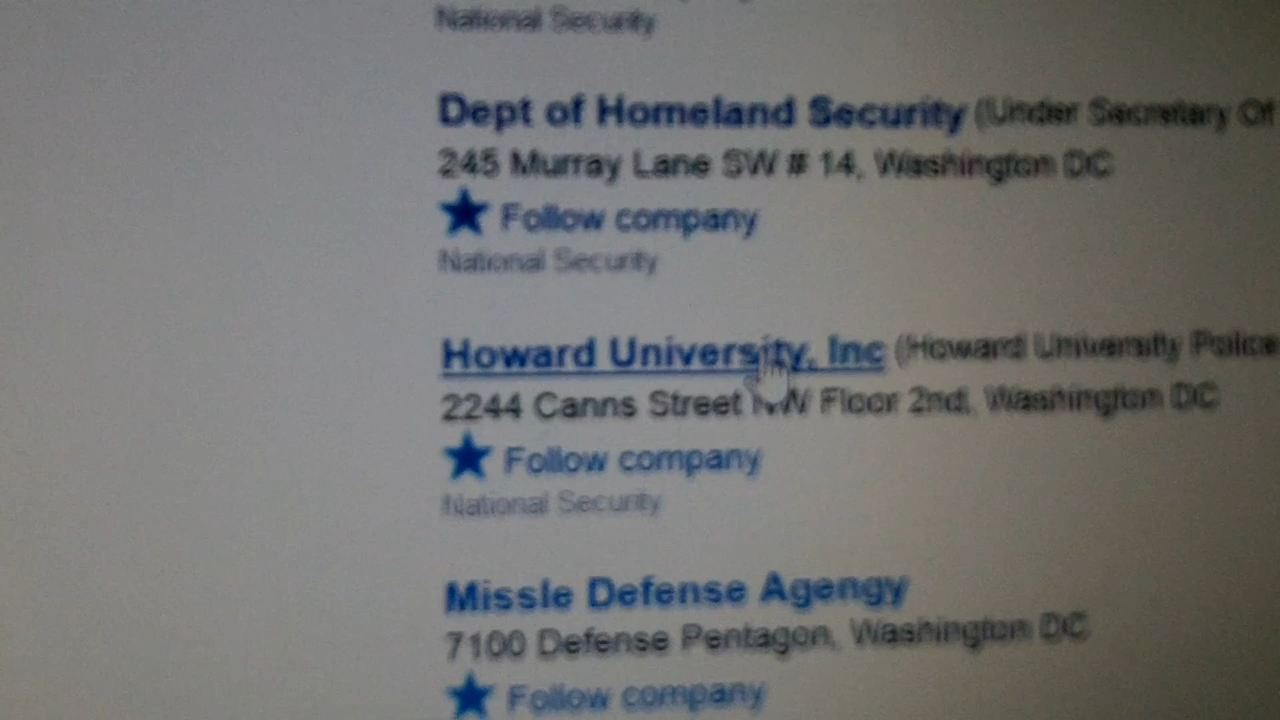 National Security
Dept of Homeland Security (Under Secretary Of
245 Murray Lane SW # 14, Washington DC
Follow company
National Security
Howard University, Inc (Howard University Police
2244 Canns Street NW Floor 2nd, Washington DC
Follow company
National Security
Missle Defense Agengy
7100 Defense Pentagon, Washington DC
Follow company